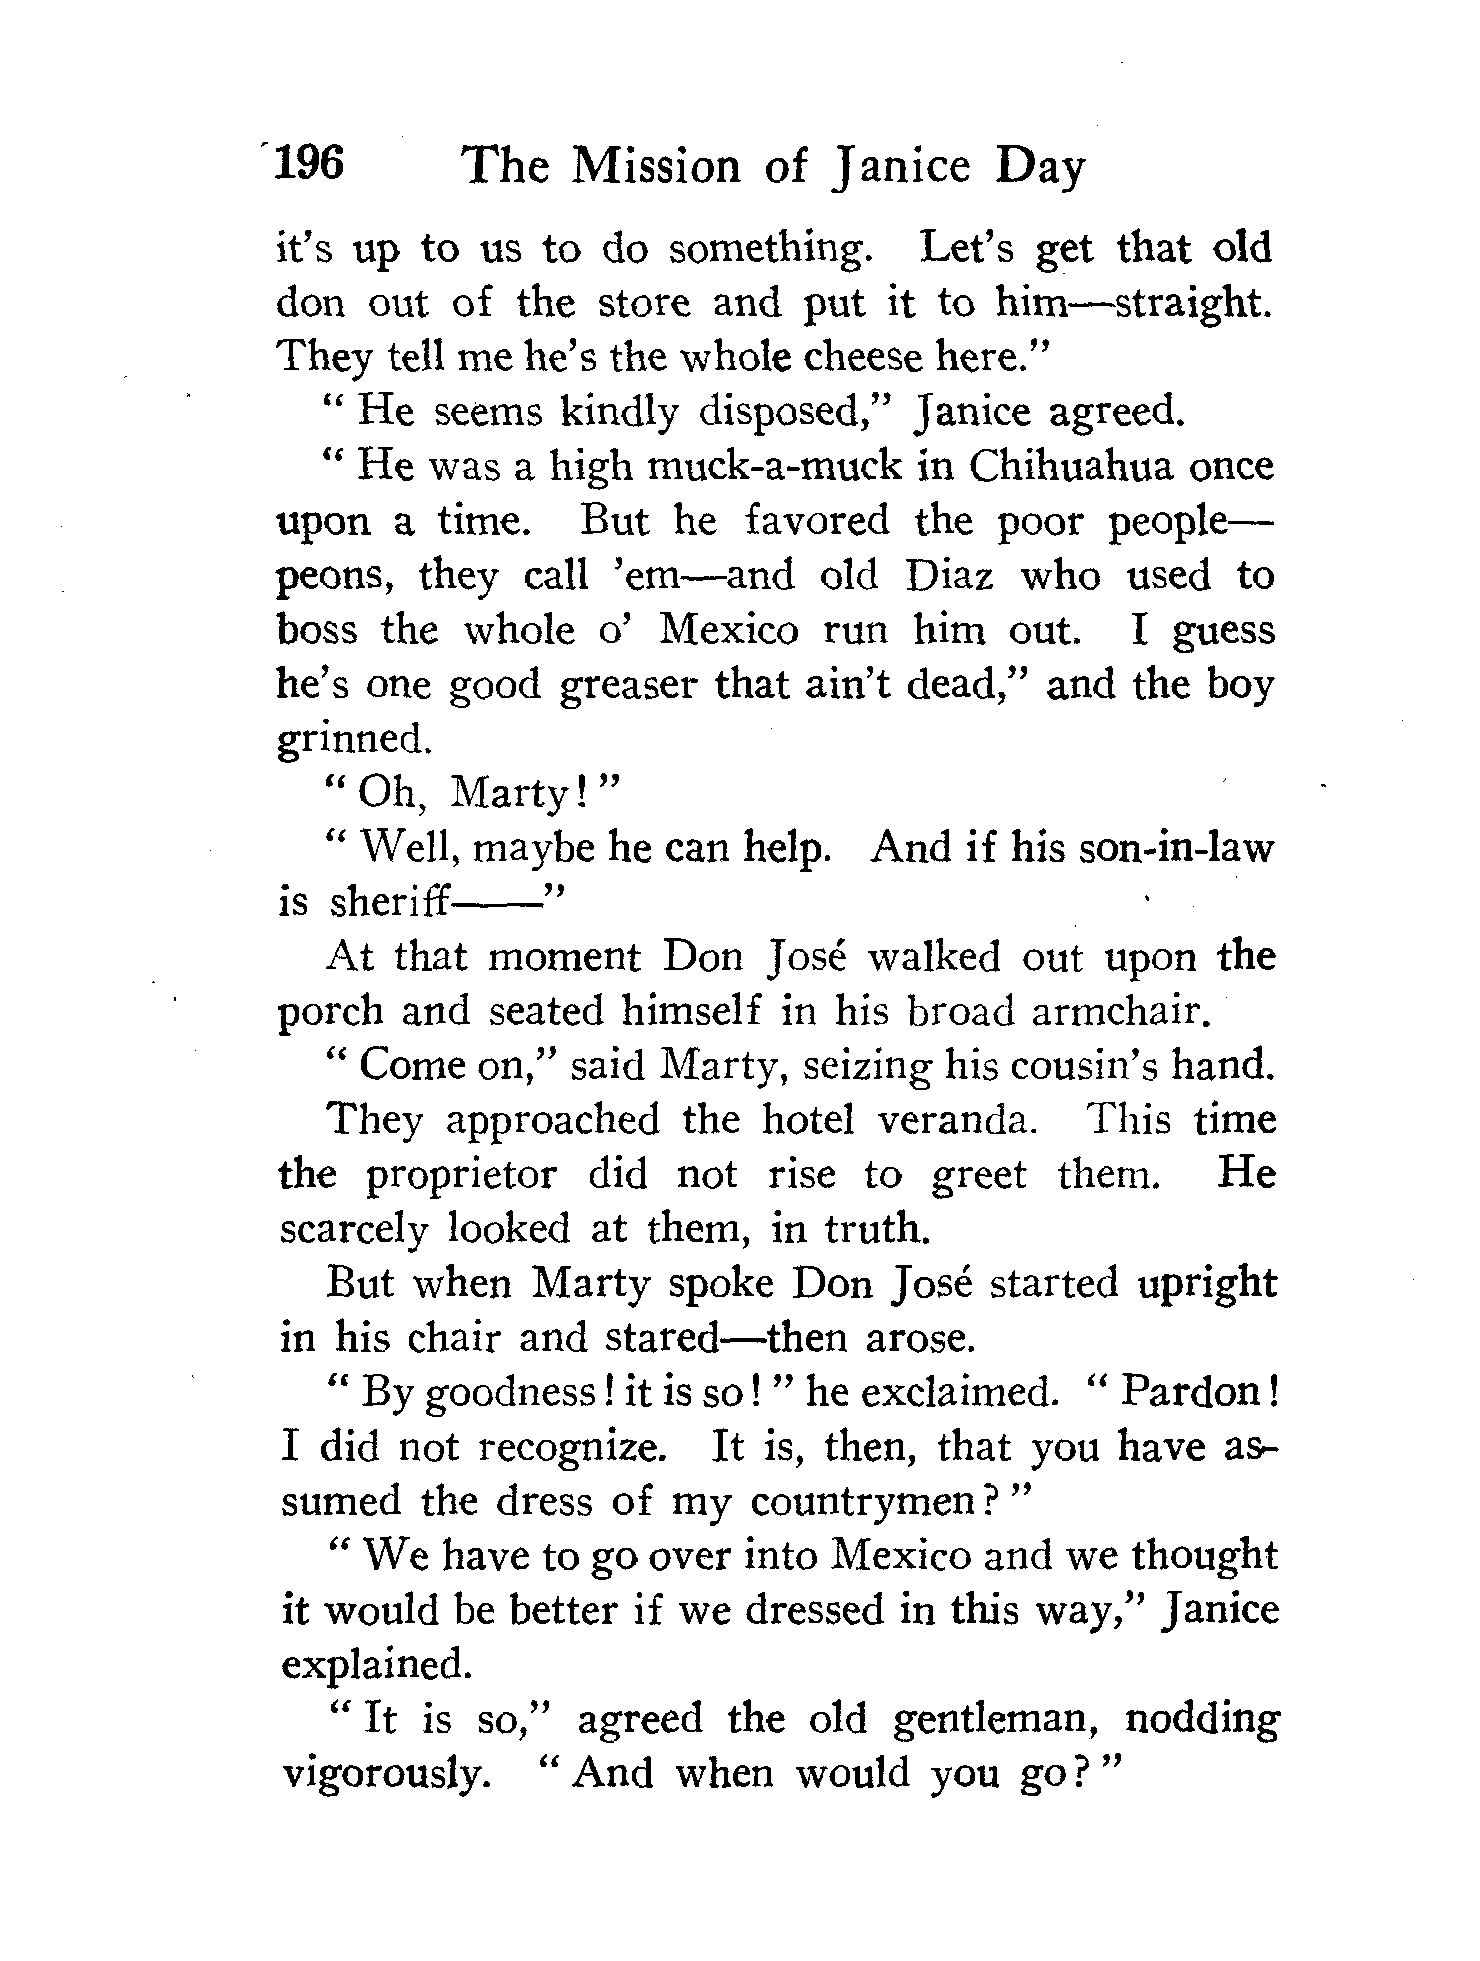 196 The Mission of Janice Day
it's up to us to do something. Let's get that old
don out of the store and put it to him—straight.
They tell me he's the whole cheese here."
" He seems kindly disposed," Janice agreed.
" He was a high muck-a-muck in Chihuahua once
upon a time. But he favored the poor people—
peons, they call 'em—and old Diaz who used to
boss the whole o' Mexico run him out. I guess
he's one good greaser that ain't dead," and the boy
grinned.
" Oh, Marty! "
" Well, maybe he can help. And if his son-in-law
is sheriff——"
At that moment Don José walked out upon the
porch and seated himself in his broad armchair.
" Come on," said Marty, seizing his cousin's hand.
They approached the hotel veranda. This time
the proprietor did not rise to greet them. He
scarcely looked at them, in truth.
But when Marty spoke Don José started upright
in his chair and stared—then arose.
" By goodness! it is so! " he exclaimed. " Pardon!
I did not recognize. It is, then, that you have as-
sumed the dress of my countrymen? "
" We have to go over into Mexico and we thought
it would be better if we dressed in this way," Janice
explained.
" It is so," agreed the old gentleman, nodding
vigorously. " And when would you go? "